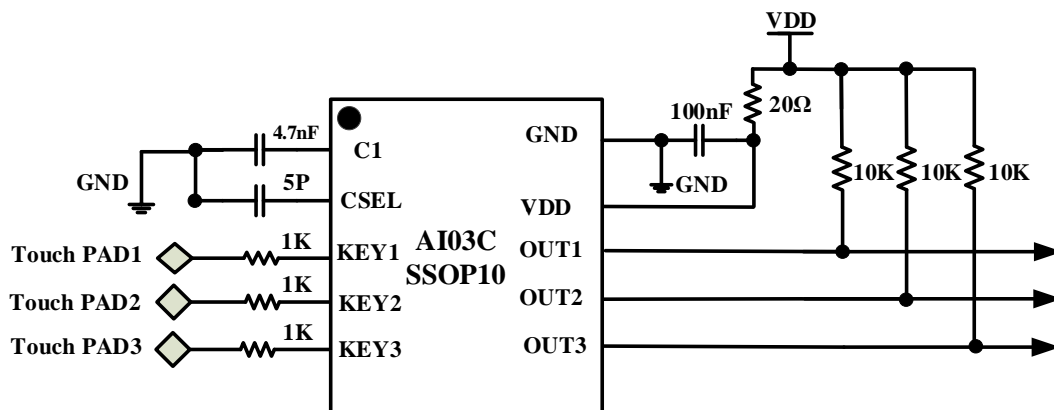 VDD
4.7nF
100nF
20Ω
GND
C1
GND
5P
GND
10K
10K
10K
CSEL
VDD
AI03C
SSOP10
Touch PAD1
1K
KEY1
OUT1
Touch PAD2
1K
KEY2
OUT2
Touch PAD3
1K
KEY3
OUT3